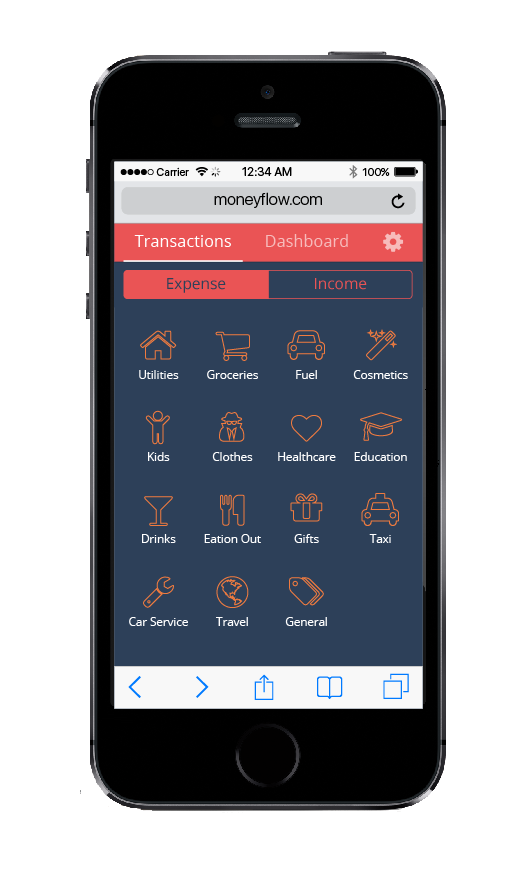 Carrier 12:34 AM 100%
moneyflow.com
Transactions Dashboard
Expense Income
Utilities Groceries Fuel Cosmetics
Kids Clothes Healthcare Education
Drinks Eation Out Gifts Taxi
Car Service Travel General